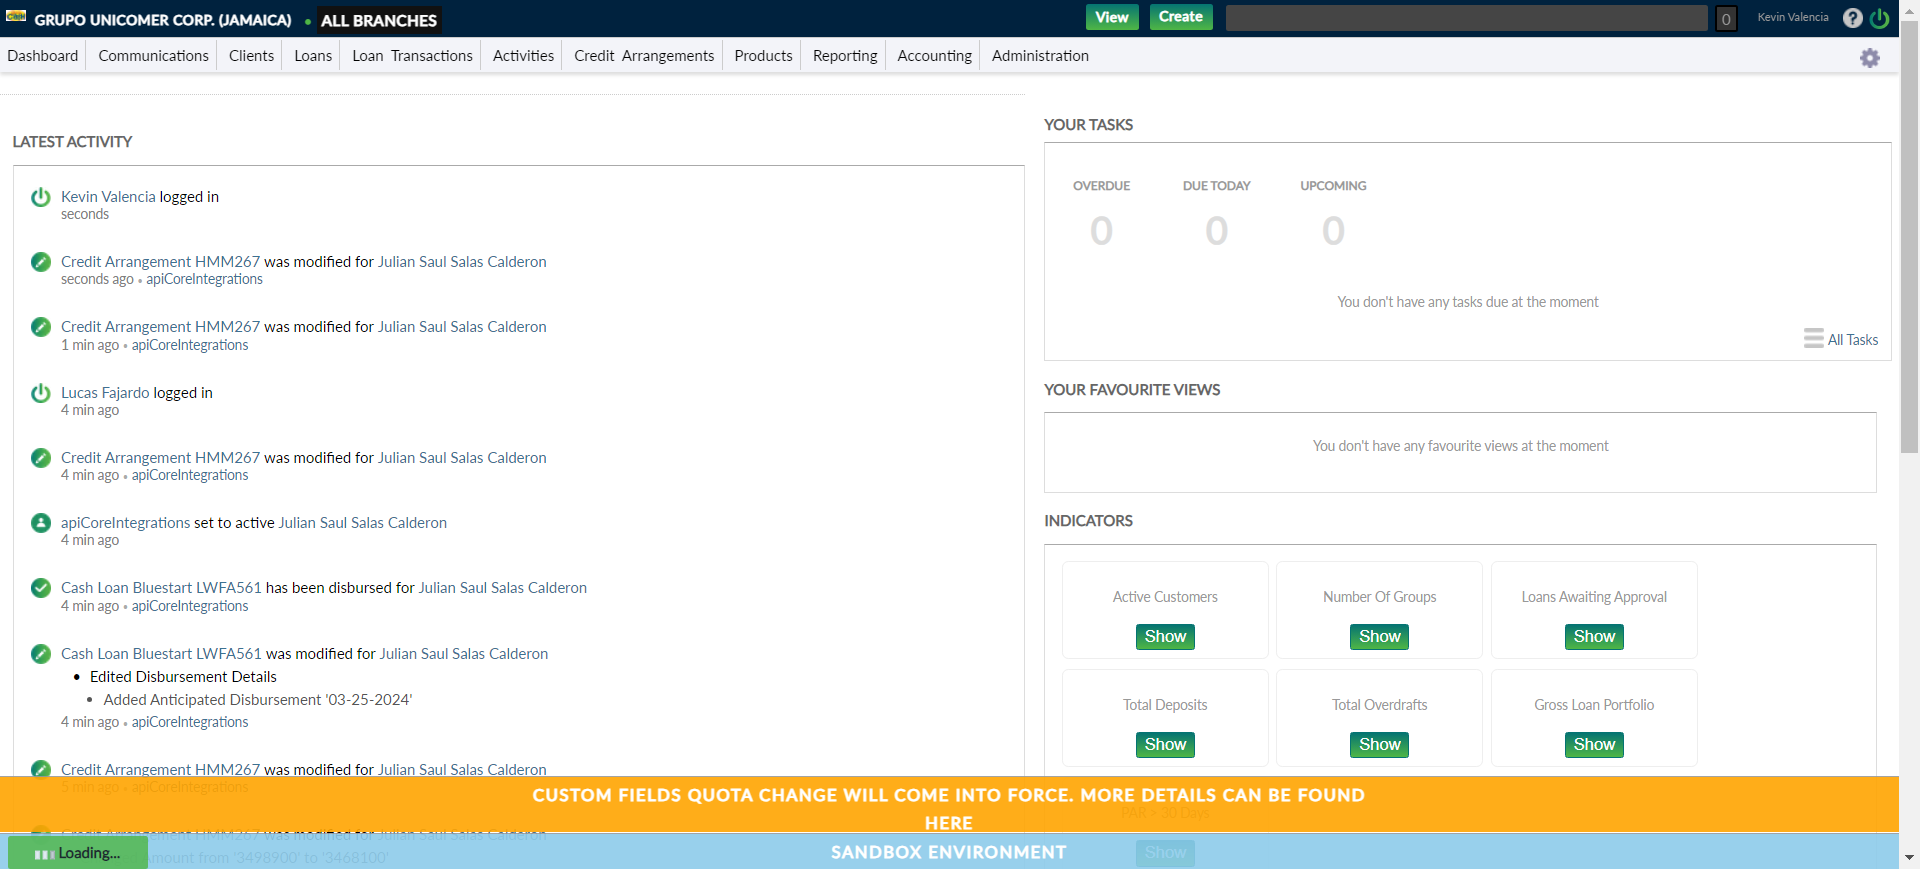 GRUPO UNICOMER CORP. (JAMAICA) • ALL BRANCHES
View Create 0 Kevin Valencia ?
Dashboard Communications Clients Loans Loan Transactions Activities Credit Arrangements Products Reporting Accounting Administration
LATEST ACTIVITY
Kevin Valencia logged in
seconds
Credit Arrangement HMM267 was modified for Julian Saul Salas Calderon
seconds ago • apiCoreIntegrations
Credit Arrangement HMM267 was modified for Julian Saul Salas Calderon
1 min ago • apiCoreIntegrations
Lucas Fajardo logged in
4 min ago
Credit Arrangement HMM267 was modified for Julian Saul Salas Calderon
4 min ago • apiCoreIntegrations
apiCoreIntegrations set to active Julian Saul Salas Calderon
4 min ago
Cash Loan Bluestart LWFA561 has been disbursed for Julian Saul Salas Calderon
4 min ago • apiCoreIntegrations
Cash Loan Bluestart LWFA561 was modified for Julian Saul Salas Calderon
• Edited Disbursement Details
• Added Anticipated Disbursement '03-25-2024'
4 min ago • apiCoreIntegrations
Credit Arrangement HMM267 was modified for Julian Saul Salas Calderon
5 min ago • apiCoreIntegrations
Credit Arrangement HMM267 was modified for Julian Saul Salas Calderon
Amount from '3498900' to '3468100'
YOUR TASKS
OVERDUE DUE TODAY UPCOMING
0 0 0
You don't have any tasks due at the moment
All Tasks
YOUR FAVOURITE VIEWS
You don't have any favourite views at the moment
INDICATORS
Active Customers Number Of Groups Loans Awaiting Approval
Show Show Show
Total Deposits Total Overdrafts Gross Loan Portfolio
Show Show Show
PAR > 30 Days
Show
CUSTOM FIELDS QUOTA CHANGE WILL COME INTO FORCE. MORE DETAILS CAN BE FOUND
HERE
SANDBOX ENVIRONMENT
Loading...